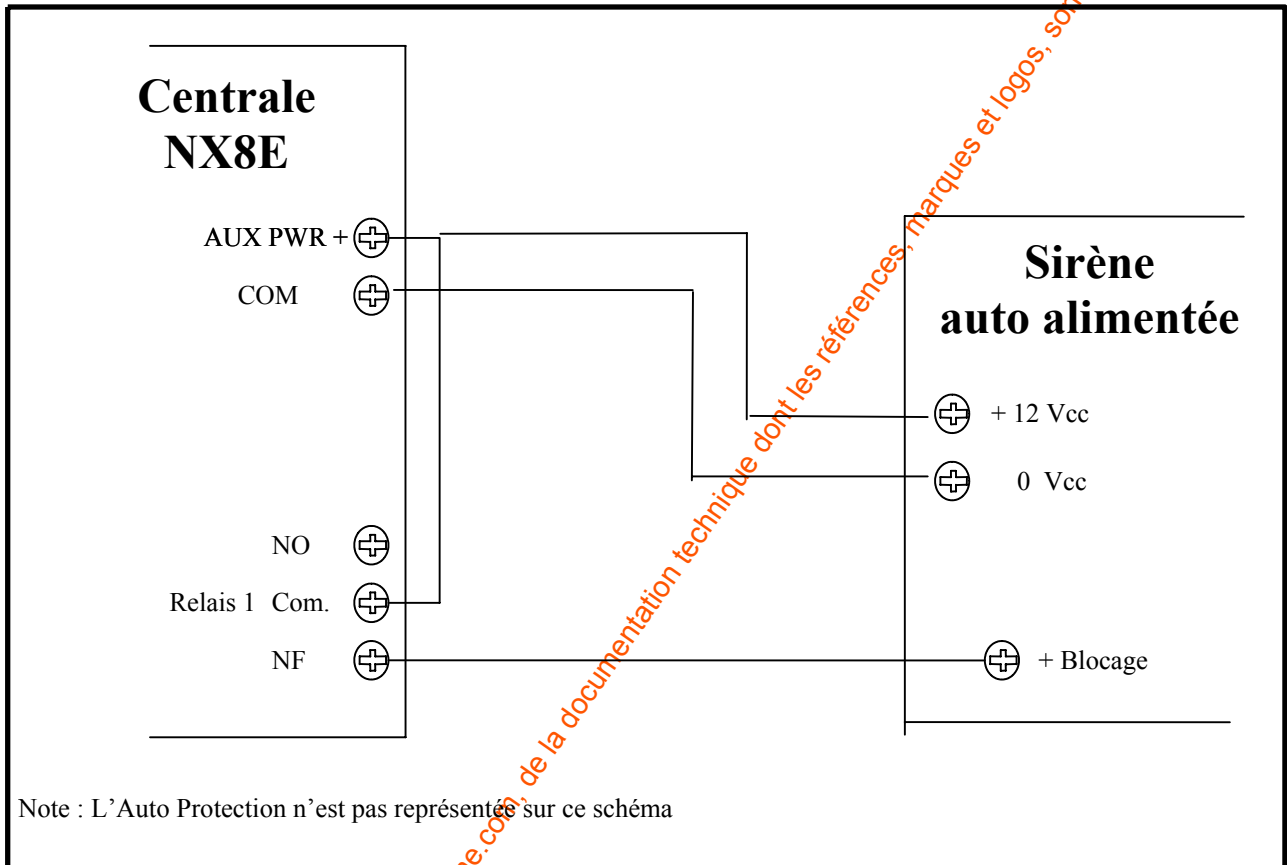 Centrale
NX8E
AUX PWR +
COM
NO
Relais 1 Com.
NF
Sirène
auto alimentée
+ 12 Vcc
0 Vcc
+ Blocage
Note : L’Auto Protection n’est pas représentée sur ce schéma
de la documentation technique dont les références, marques et logos,